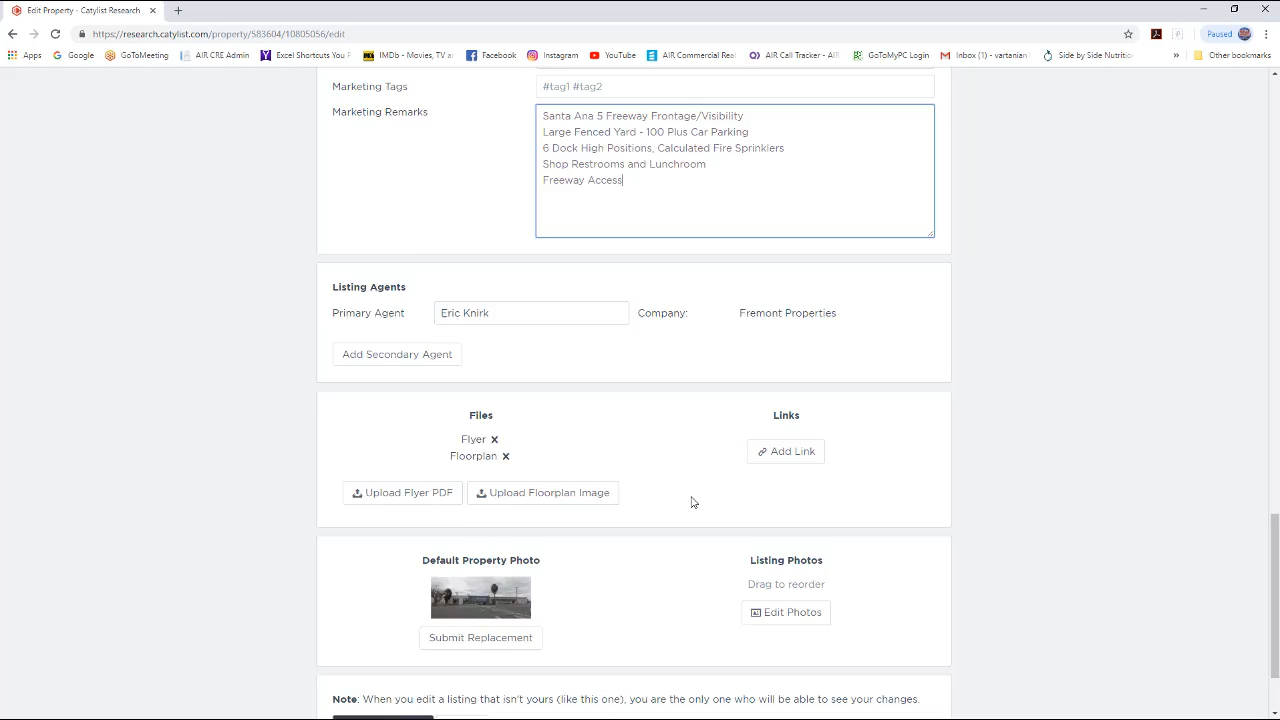 Edit Property - Catylist Research
https://research.catylist.com/property/583604/10805056/edit
Paused
Apps Google GoToMeeting AIR CRE Admin Excel Shortcuts You IMDb - Movies, TV an Facebook Instagram YouTube AIR Commercial Real AIR Call Tracker - AIR GoToMyPC Login Inbox (1) - vartanian Side by Side Nutrition » Other bookmarks
Marketing Tags #tag1 #tag2
Marketing Remarks
Santa Ana 5 Freeway Frontage/Visibility
Large Fenced Yard - 100 Plus Car Parking
6 Dock High Positions, Calculated Fire Sprinklers
Shop Restrooms and Lunchroom
Freeway Access
Listing Agents
Primary Agent Eric Knirk Company: Fremont Properties
Add Secondary Agent
Files Links
Flyer x
Floorplan x
Add Link
Upload Flyer PDF Upload Floorplan Image
Default Property Photo Listing Photos
Drag to reorder
Edit Photos
Submit Replacement
Note: When you edit a listing that isn't yours (like this one), you are the only one who will be able to see your changes.